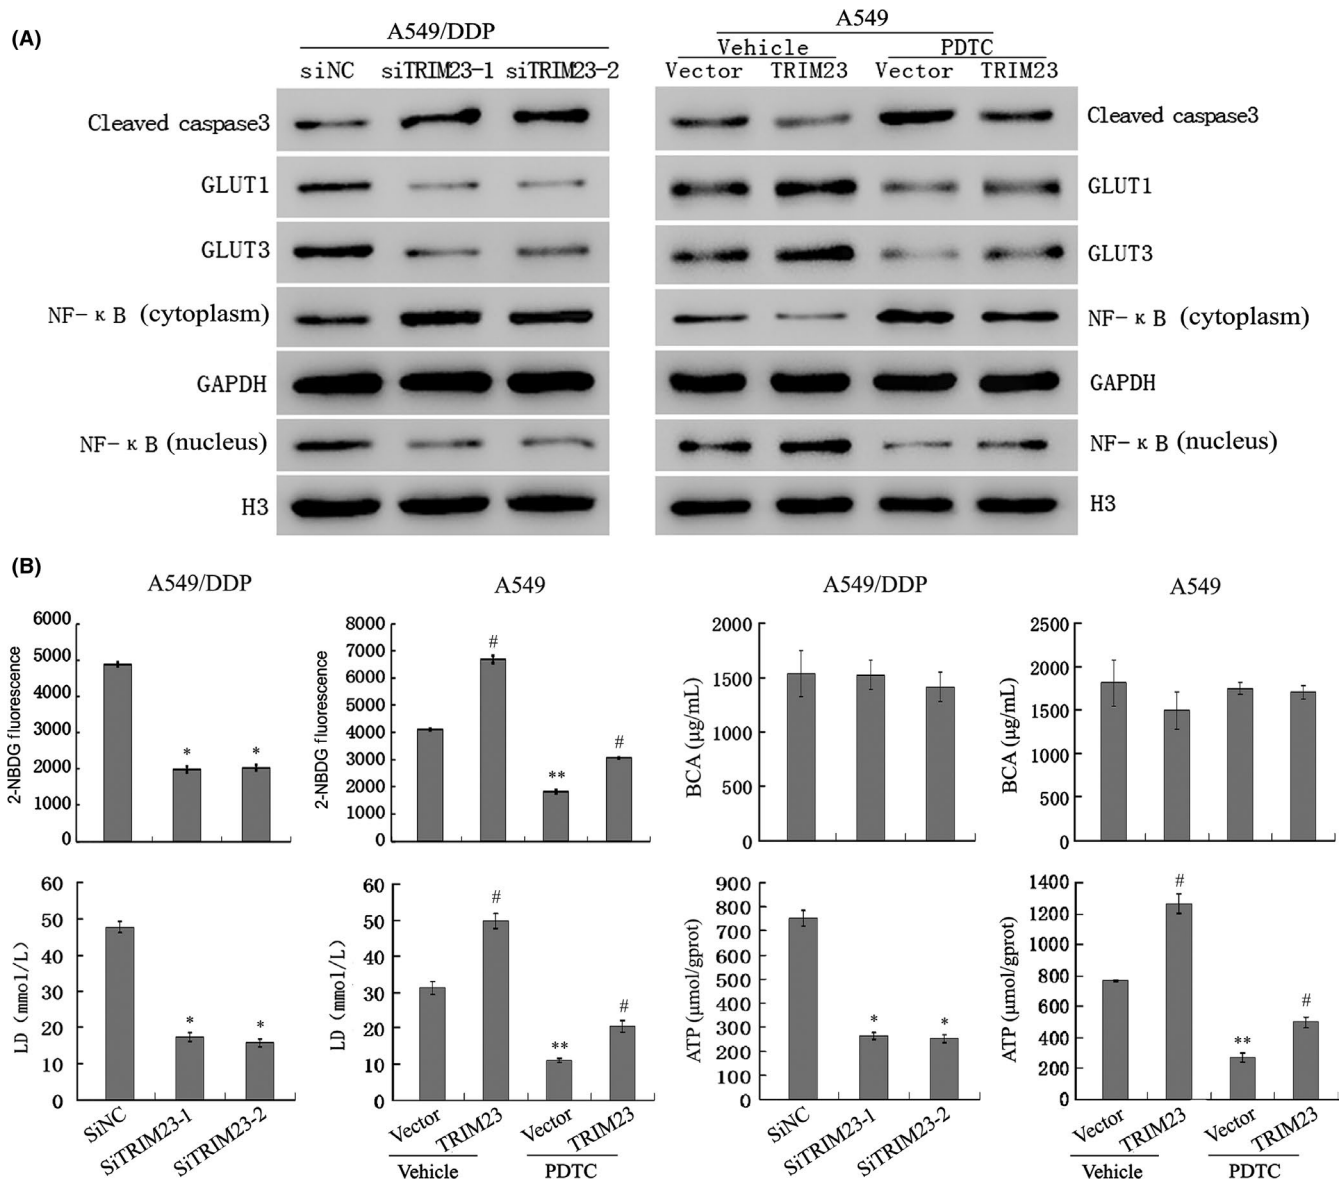 (A)
A549/DDP
siNC siTRIM23-1 siTRIM23-2
A549
Vehicle PDTC
Vector TRIM23 Vector TRIM23
Cleaved caspase3 Cleaved caspase3
GLUT1 GLUT1
GLUT3 GLUT3
NF-κB (cytoplasm) NF-κB (cytoplasm)
GAPDH GAPDH
NF-κB (nucleus) NF-κB (nucleus)
H3 H3
(B)
A549/DDP
2-NBDG fluorescence
6000
5000
4000
3000
2000
1000
0
* *
A549
2-NBDG fluorescence
8000
7000
6000
5000
4000
3000
2000
1000
0
# ** #
A549/DDP
BCA (μg/mL)
2000
1500
1000
500
0
A549
BCA (μg/mL)
2500
2000
1500
1000
500
0
LD (mmol/L)
60
50
40
30
20
10
0
* *
SiNC SiTRIM23-1 SiTRIM23-2
LD (mmol/L)
60
50
40
30
20
10
0
# ** #
Vector TRIM23 Vector TRIM23
Vehicle PDTC
ATP (μmol/gprot)
900
800
700
600
500
400
300
200
100
0
* *
SiNC SiTRIM23-1 SiTRIM23-2
ATP (μmol/gprot)
1400
1200
1000
800
600
400
200
0
# ** #
Vector TRIM23 Vector TRIM23
Vehicle PDTC